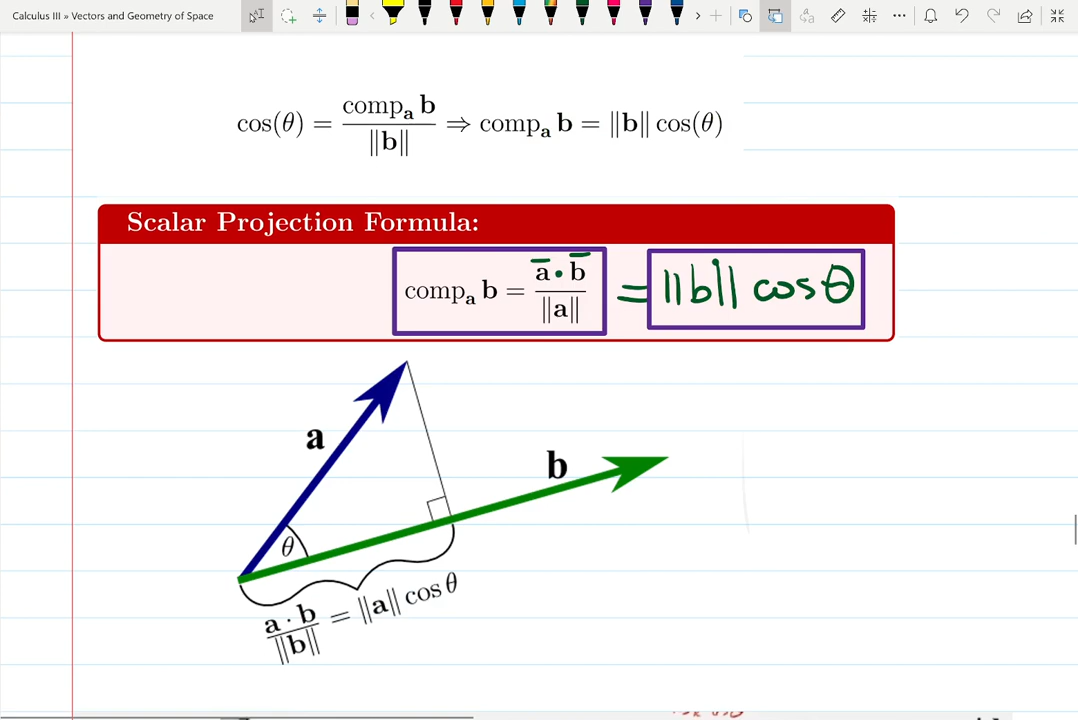 Calculus III » Vectors and Geometry of Space
cos(θ) = comp_a b / ‖b‖ ⇒ comp_a b = ‖b‖ cos(θ)
Scalar Projection Formula:
comp_a b = a̅ • b̅ / ‖a‖ = ‖b‖ cos θ
a
b
θ
a · b / ‖b‖ = ‖a‖ cos θ